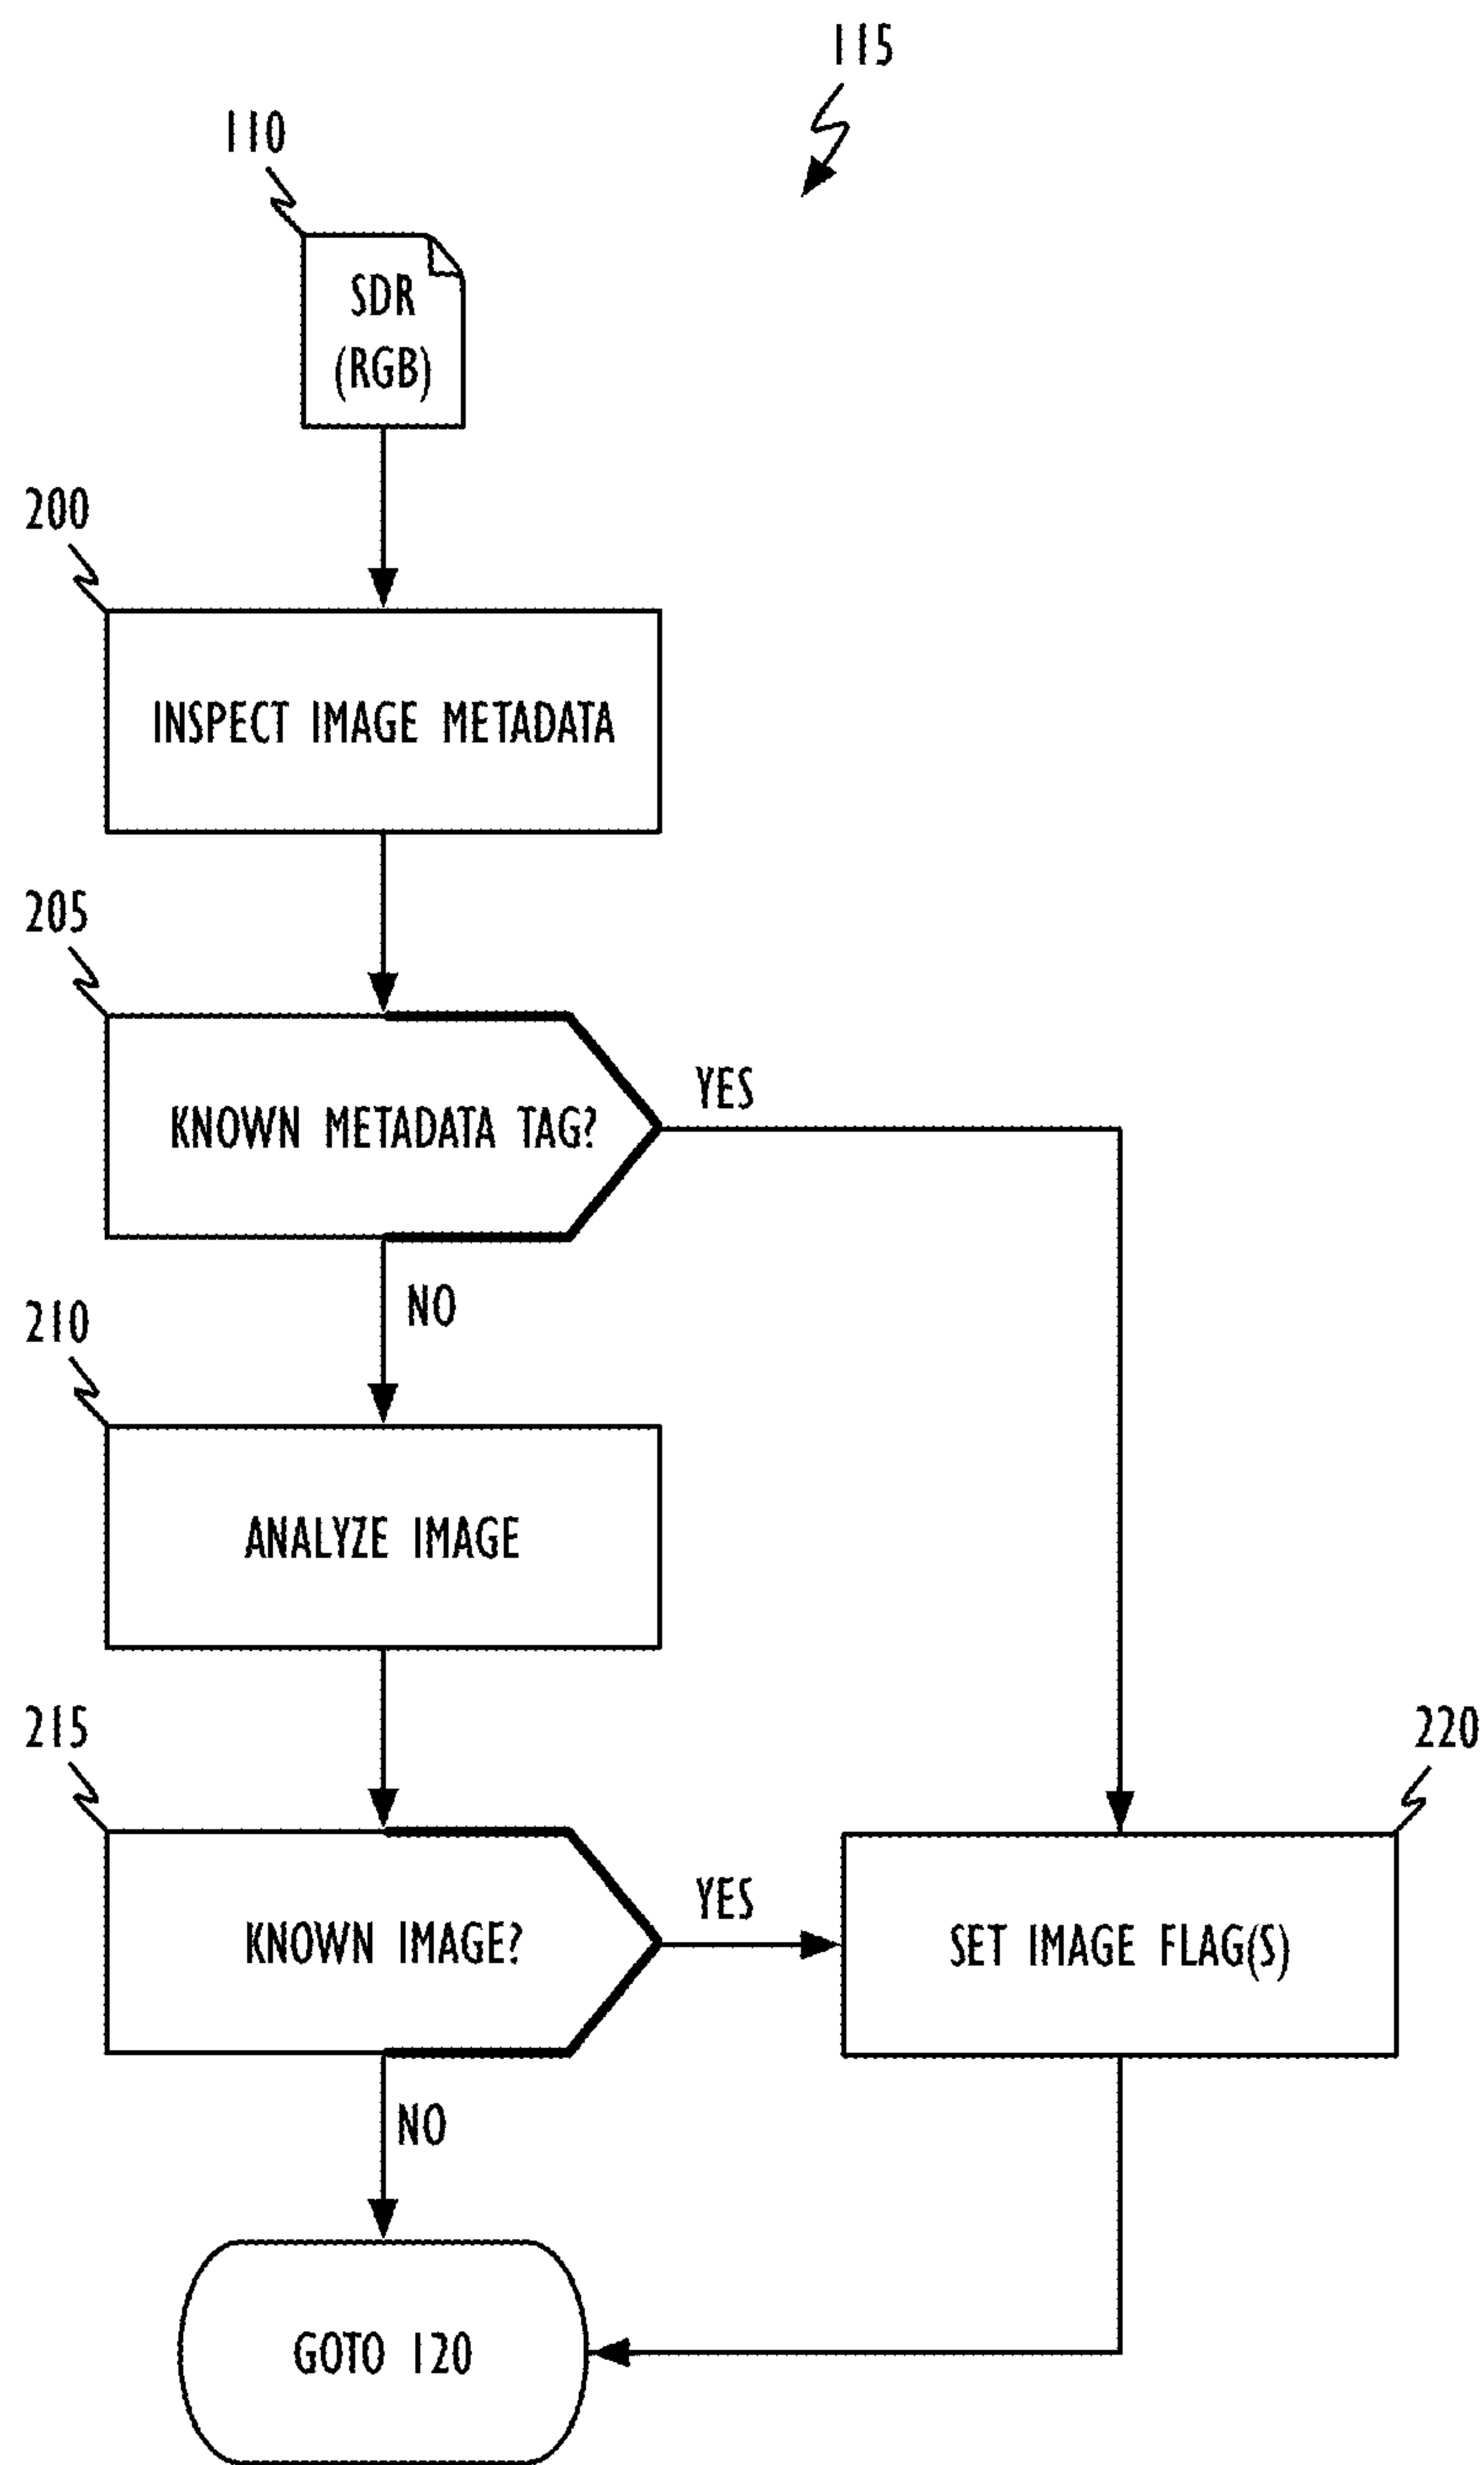 115
110
SDR
(RGB)
200
INSPECT IMAGE METADATA
205
KNOWN METADATA TAG?
YES
NO
210
ANALYZE IMAGE
215
220
KNOWN IMAGE?
YES
SET IMAGE FLAG(S)
NO
GOTO 120